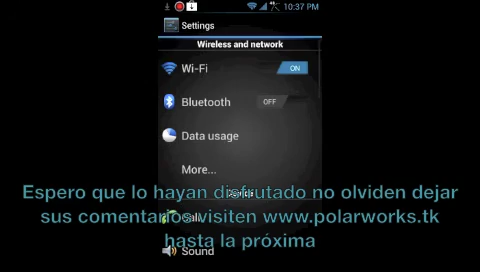 10:37 PM
Settings
Wireless and network
Wi-Fi
ON
Bluetooth
OFF
Data usage
More...
Espero que lo hayan disfrutado no olviden dejar
sus comentarios visiten www.polarworks.tk
hasta la próxima
Sound